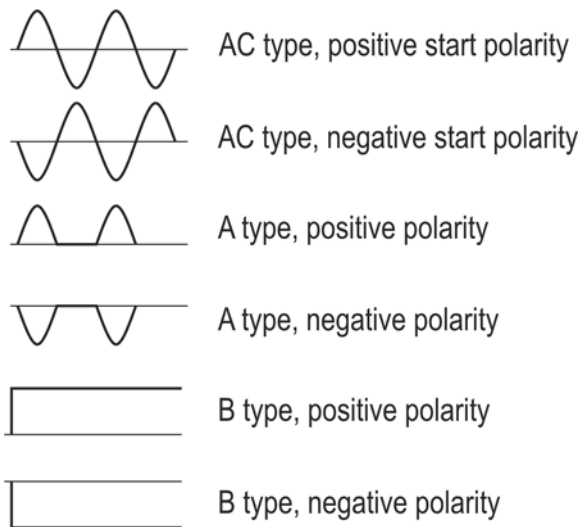 AC type, positive start polarity
AC type, negative start polarity
A type, positive polarity
A type, negative polarity
B type, positive polarity
B type, negative polarity